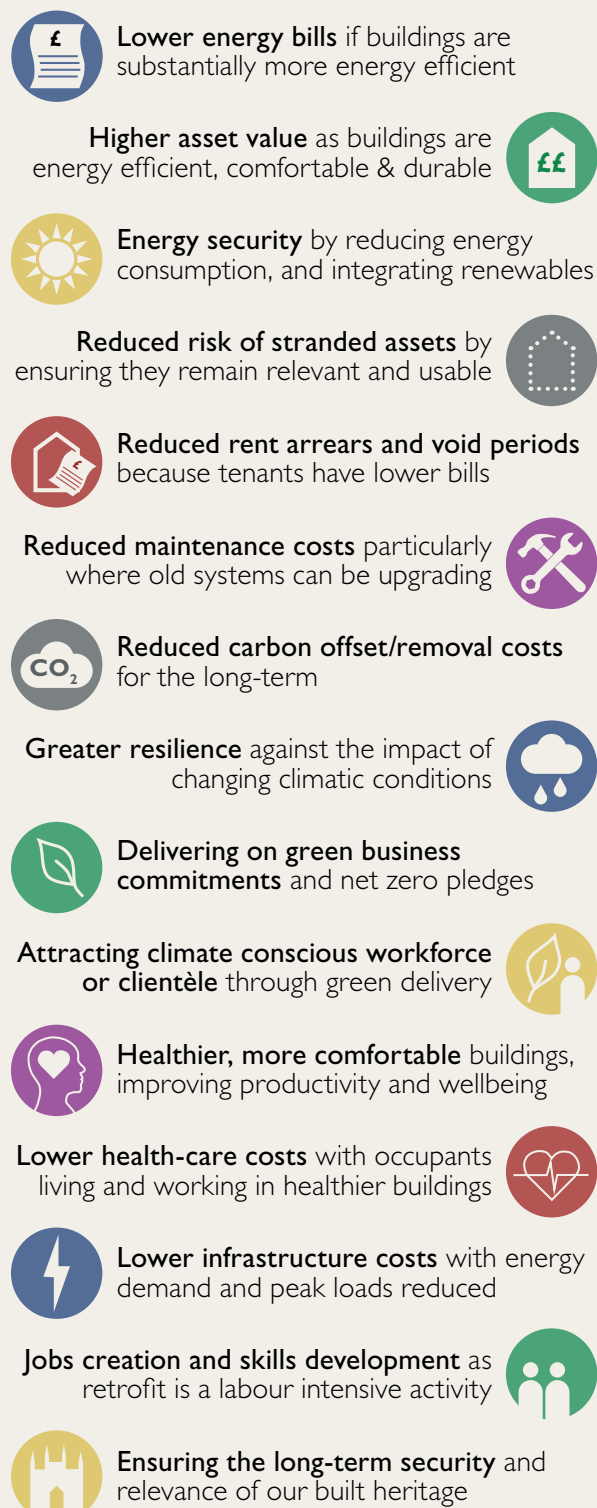 £
Lower energy bills if buildings are
substantially more energy efficient
Higher asset value as buildings are
energy efficient, comfortable & durable
££
Energy security by reducing energy
consumption, and integrating renewables
Reduced risk of stranded assets by
ensuring they remain relevant and usable
£
Reduced rent arrears and void periods
because tenants have lower bills
Reduced maintenance costs particularly
where old systems can be upgrading
CO₂
Reduced carbon offset/removal costs
for the long-term
Greater resilience against the impact of
changing climatic conditions
Delivering on green business
commitments and net zero pledges
Attracting climate conscious workforce
or clientèle through green delivery
Healthier, more comfortable buildings,
improving productivity and wellbeing
Lower health-care costs with occupants
living and working in healthier buildings
Lower infrastructure costs with energy
demand and peak loads reduced
Jobs creation and skills development as
retrofit is a labour intensive activity
Ensuring the long-term security and
relevance of our built heritage